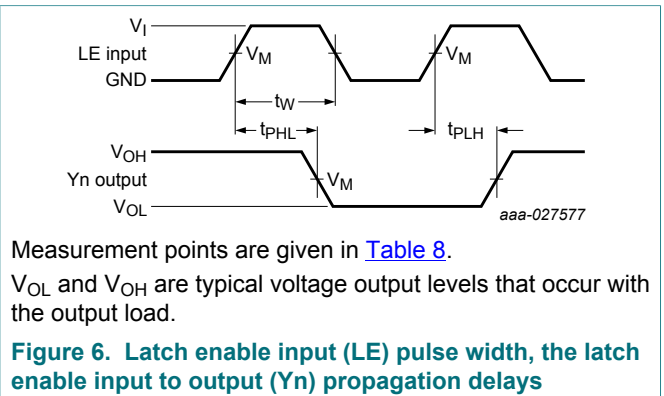 V_I
LE input
V_M
V_M
GND
t_W
t_PHL
t_PLH
V_OH
Yn output
V_M
V_OL
aaa-027577
Measurement points are given in Table 8.
V_OL and V_OH are typical voltage output levels that occur with
the output load.
Figure 6. Latch enable input (LE) pulse width, the latch
enable input to output (Yn) propagation delays